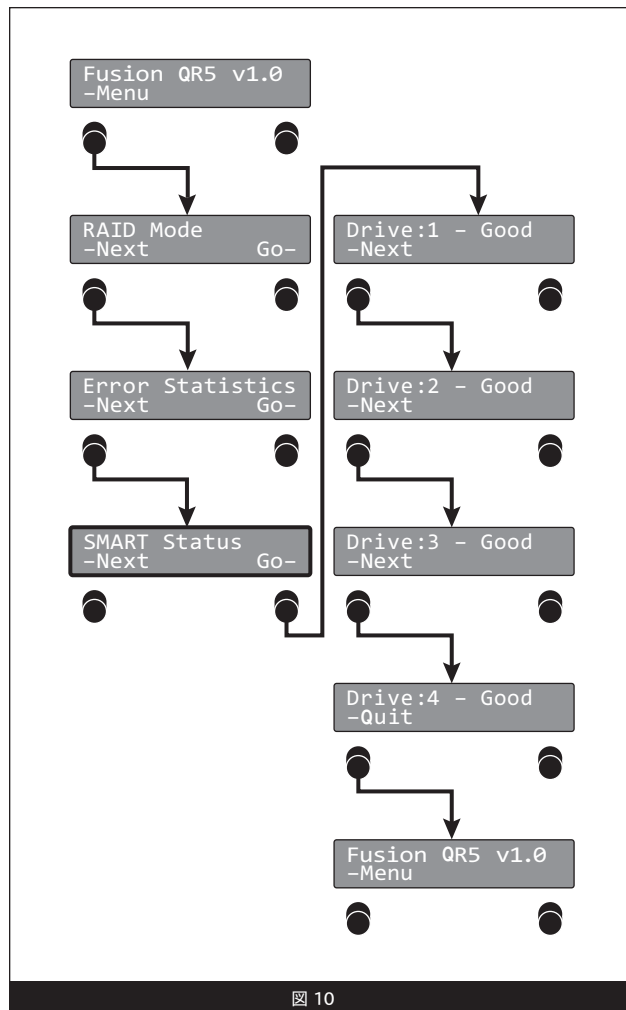 Fusion QR5 v1.0
–Menu
RAID Mode
–Next Go–
Error Statistics
–Next Go–
SMART Status
–Next Go–
Drive:1 – Good
–Next
Drive:2 – Good
–Next
Drive:3 – Good
–Next
Drive:4 – Good
–Quit
Fusion QR5 v1.0
–Menu
図 10